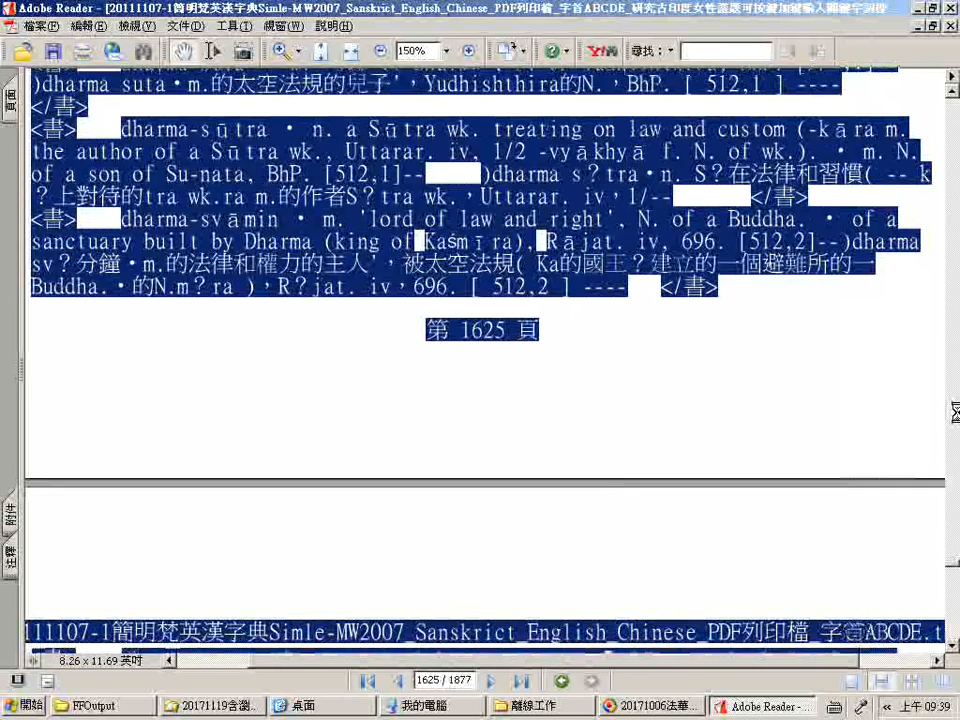 Adobe Reader - [20111107-1簡明梵英漢字典Simle-MW2007_Sanskrict_English_Chinese_PDF列印檔_字首ABCDE_研究古印度女性議題可按
檔案(F) 編輯(E) 檢視(V) 文件(D) 工具(T) 視窗(W) 說明(H)
150% 尋找：
頁面
)dharma suta‧m.的太空法規的兒子'，Yudhishthira的N.，BhP. [ 512,1 ] ----
</書>
<書> dharma-sūtra ‧ n. a Sūtra wk. treating on law and custom (-kāra m.
the author of a Sūtra wk., Uttarar. iv, 1/2 -vyākhyā f. N. of wk.). ‧ m. N.
of a son of Su-nata, BhP. [512,1]-- )dharma s？tra‧n. S？在法律和習慣( -- k
？上對待的tra wk.ra m.的作者S？tra wk.，Uttarar. iv，1/-- </書>
<書> dharma-svāmin ‧ m. 'lord of law and right', N. of a Buddha. ‧ of a
sanctuary built by Dharma (king of Kaśmīra), Rājat. iv, 696. [512,2]--)dharma
sv？分鐘‧m.的法律和權力的主人'，被太空法規( Ka的國王？建立的一個避難所的一
Buddha.‧的N.m？ra )，R？jat. iv，696. [ 512,2 ] ---- </書>
第 1625 頁
附件
注釋
111107-1簡明梵英漢字典Simle-MW2007_Sanskrict_English_Chinese_PDF列印檔_字首ABCDE.t
8.26 x 11.69 英吋
1625 / 1877
開始 FFOutput 20171119含瀏... 桌面 我的電腦 離線工作 20171006法華... Adobe Reader - [... 上午 09:39